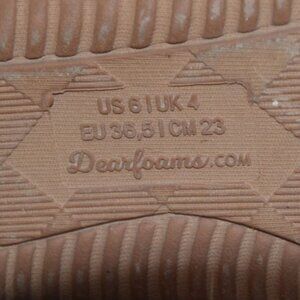 US 6 | UK 4
EU 36,5 | CM 23
Dearfoams.com